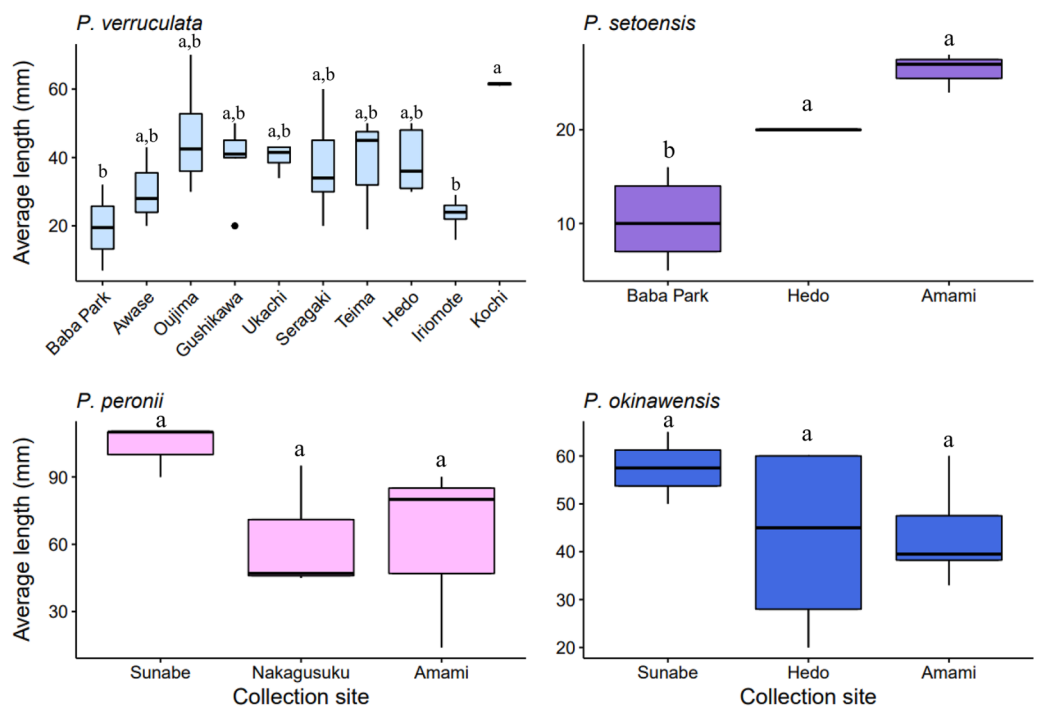 P. verruculata
Average length (mm)
60
40
20
b
a,b
a,b
a,b
a,b
a,b
a,b
a,b
b
a
Baba Park
Awase
Oujima
Gushikawa
Ukachi
Seragaki
Teima
Hedo
Iriomote
Kochi
P. setoensis
20
10
b
a
a
Baba Park
Hedo
Amami
P. peronii
Average length (mm)
90
60
30
a
a
a
Sunabe
Nakagusuku
Amami
Collection site
P. okinawensis
60
50
40
30
20
a
a
a
Sunabe
Hedo
Amami
Collection site